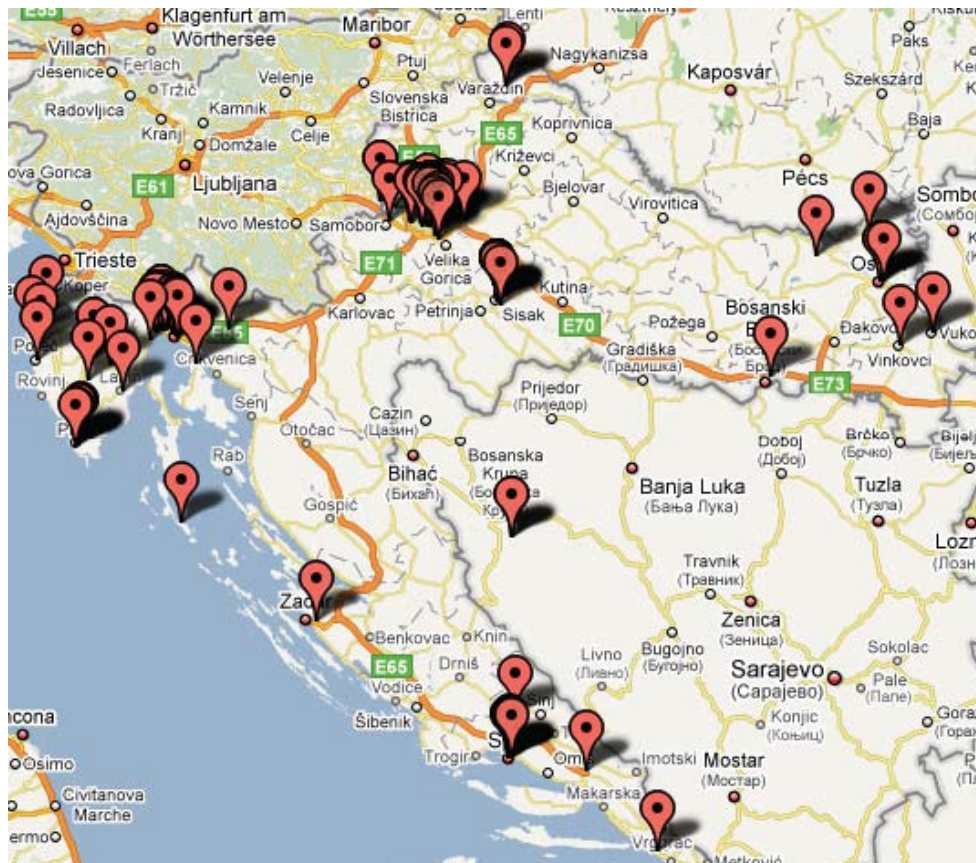 E55
Klagenfurt am
Wörthersee
Maribor
Lenti
Villach
Ferlach
Nagykanizsa
Paks
Jesenice
Tržič
Velenje
Ptuj
Kaposvár
Szekszárd
Radovljica
Kamnik
Slovenska
Bistrica
Varaždin
Kranj
Domžale
Celje
E65
Koprivnica
Baja
Gorica
Ljubljana
Križevci
Pécs
E61
Bjelovar
Ajdovščina
Novo Mesto
Samobor
Virovitica
Trieste
Koper
E71
Velika
Gorica
Karlovac
Petrinja
Sisak
Kutina
Bosanski
E70
Požega
Đakovo
Vinkovci
Rovinj
Gradiška
(Градишка)
E73
Prijedor
(Приједор)
Senj
Cazin
(Цазин)
Otočac
Doboj
(Добој)
Brčko
(Брчко)
Rab
Bihać
(Бихаћ)
Bosanska
Krupa
Banja Luka
(Бања Лука)
Tuzla
(Тузла)
Gospić
Travnik
(Травник)
Zenica
(Зеница)
Benkovac
Knin
Livno
(Ливно)
Bugojno
(Бугојно)
Sokolac
E65
Drniš
Sarajevo
(Сарајево)
Pale
(Пале)
Vodice
Šibenik
Sinj
Konjic
(Коњиц)
Trogir
Imotski
Mostar
(Мостар)
Osimo
Makarska
Civitanova
Marche
Metković